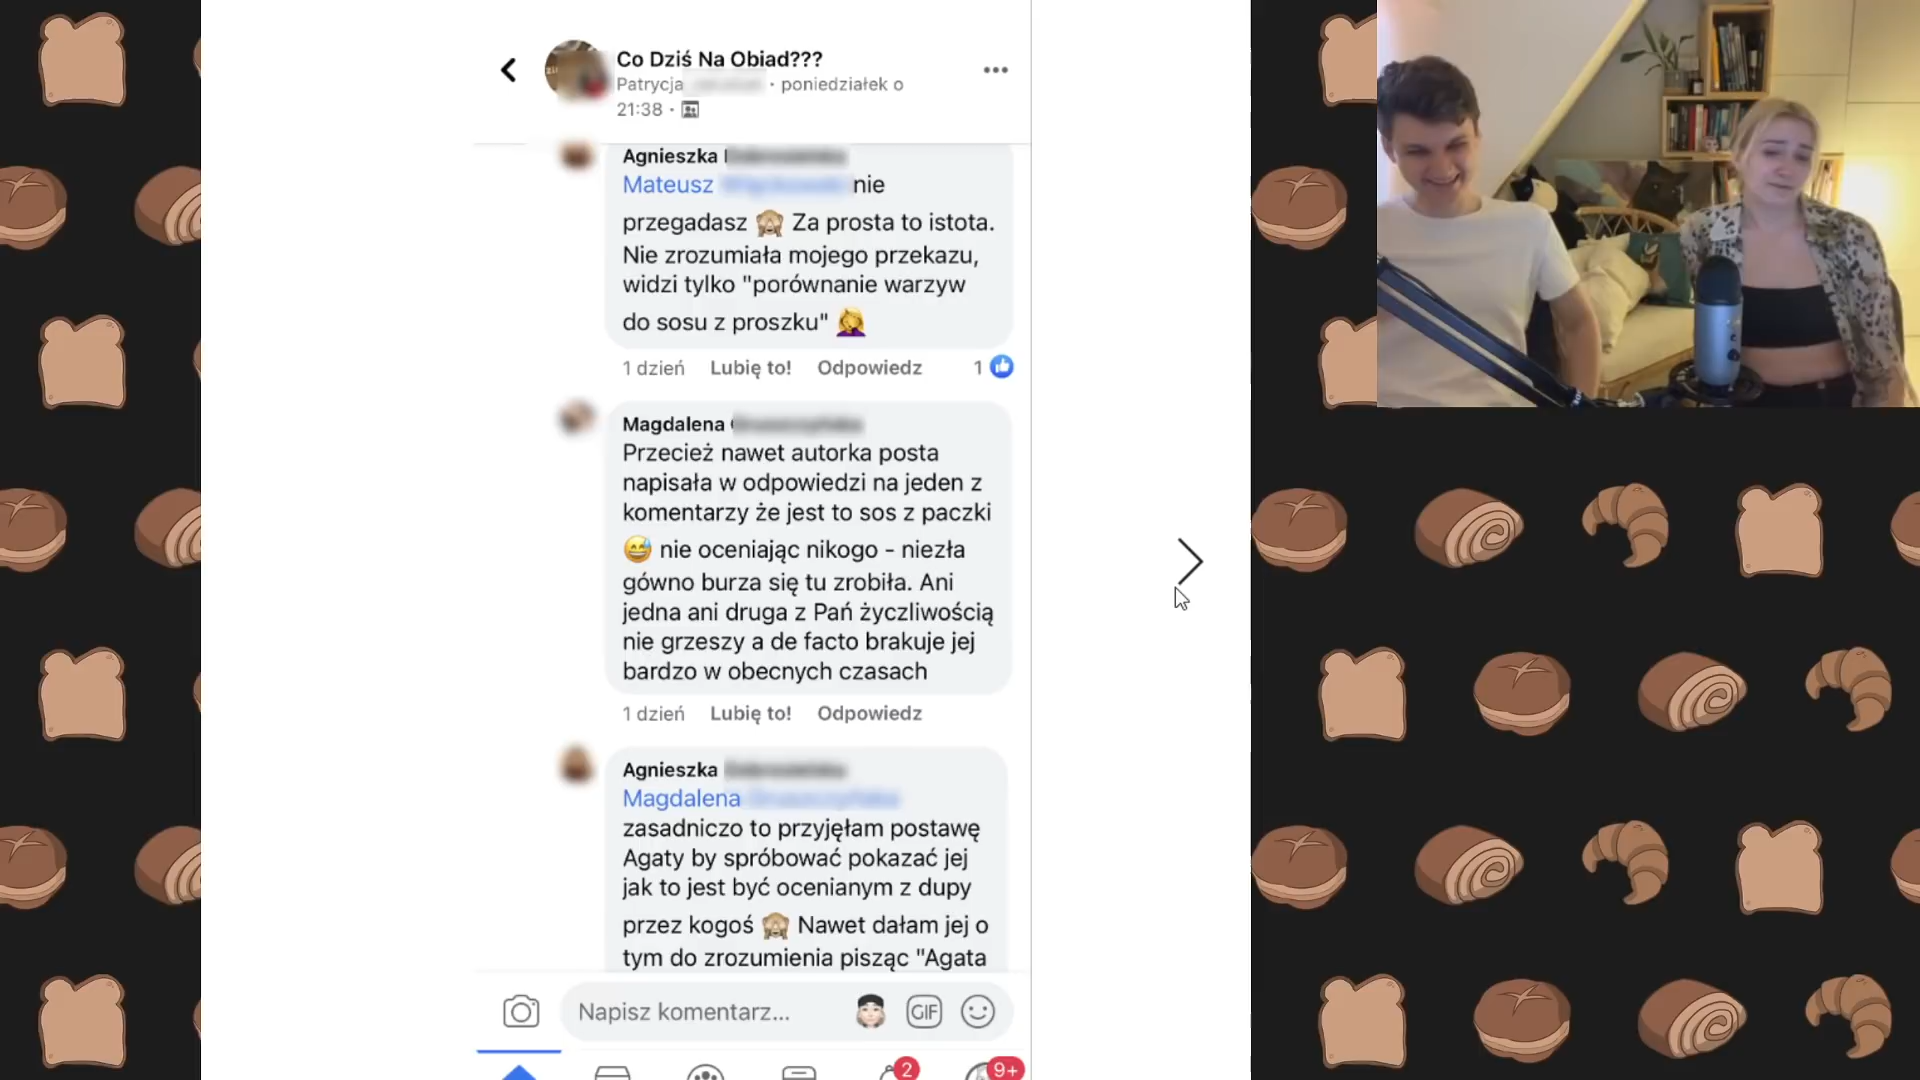 Co Dziś Na Obiad???
Patrycja · poniedziałek o
21:38 ·
Agnieszka
Mateusz nie
przegadasz 🙈 Za prosta to istota.
Nie zrozumiała mojego przekazu,
widzi tylko "porównanie warzyw
do sosu z proszku" 🤦‍♀️
1 dzień Lubię to! Odpowiedz 1
Magdalena
Przecież nawet autorka posta
napisała w odpowiedzi na jeden z
komentarzy że jest to sos z paczki
😅 nie oceniając nikogo - niezła
gówno burza się tu zrobiła. Ani
jedna ani druga z Pań życzliwością
nie grzeszy a de facto brakuje jej
bardzo w obecnych czasach
1 dzień Lubię to! Odpowiedz
Agnieszka
Magdalena
zasadniczo to przyjęłam postawę
Agaty by spróbować pokazać jej
jak to jest być ocenianym z dupy
przez kogoś 🙈 Nawet dałam jej o
tym do zrozumienia pisząc "Agata
Napisz komentarz... GIF
2 9+